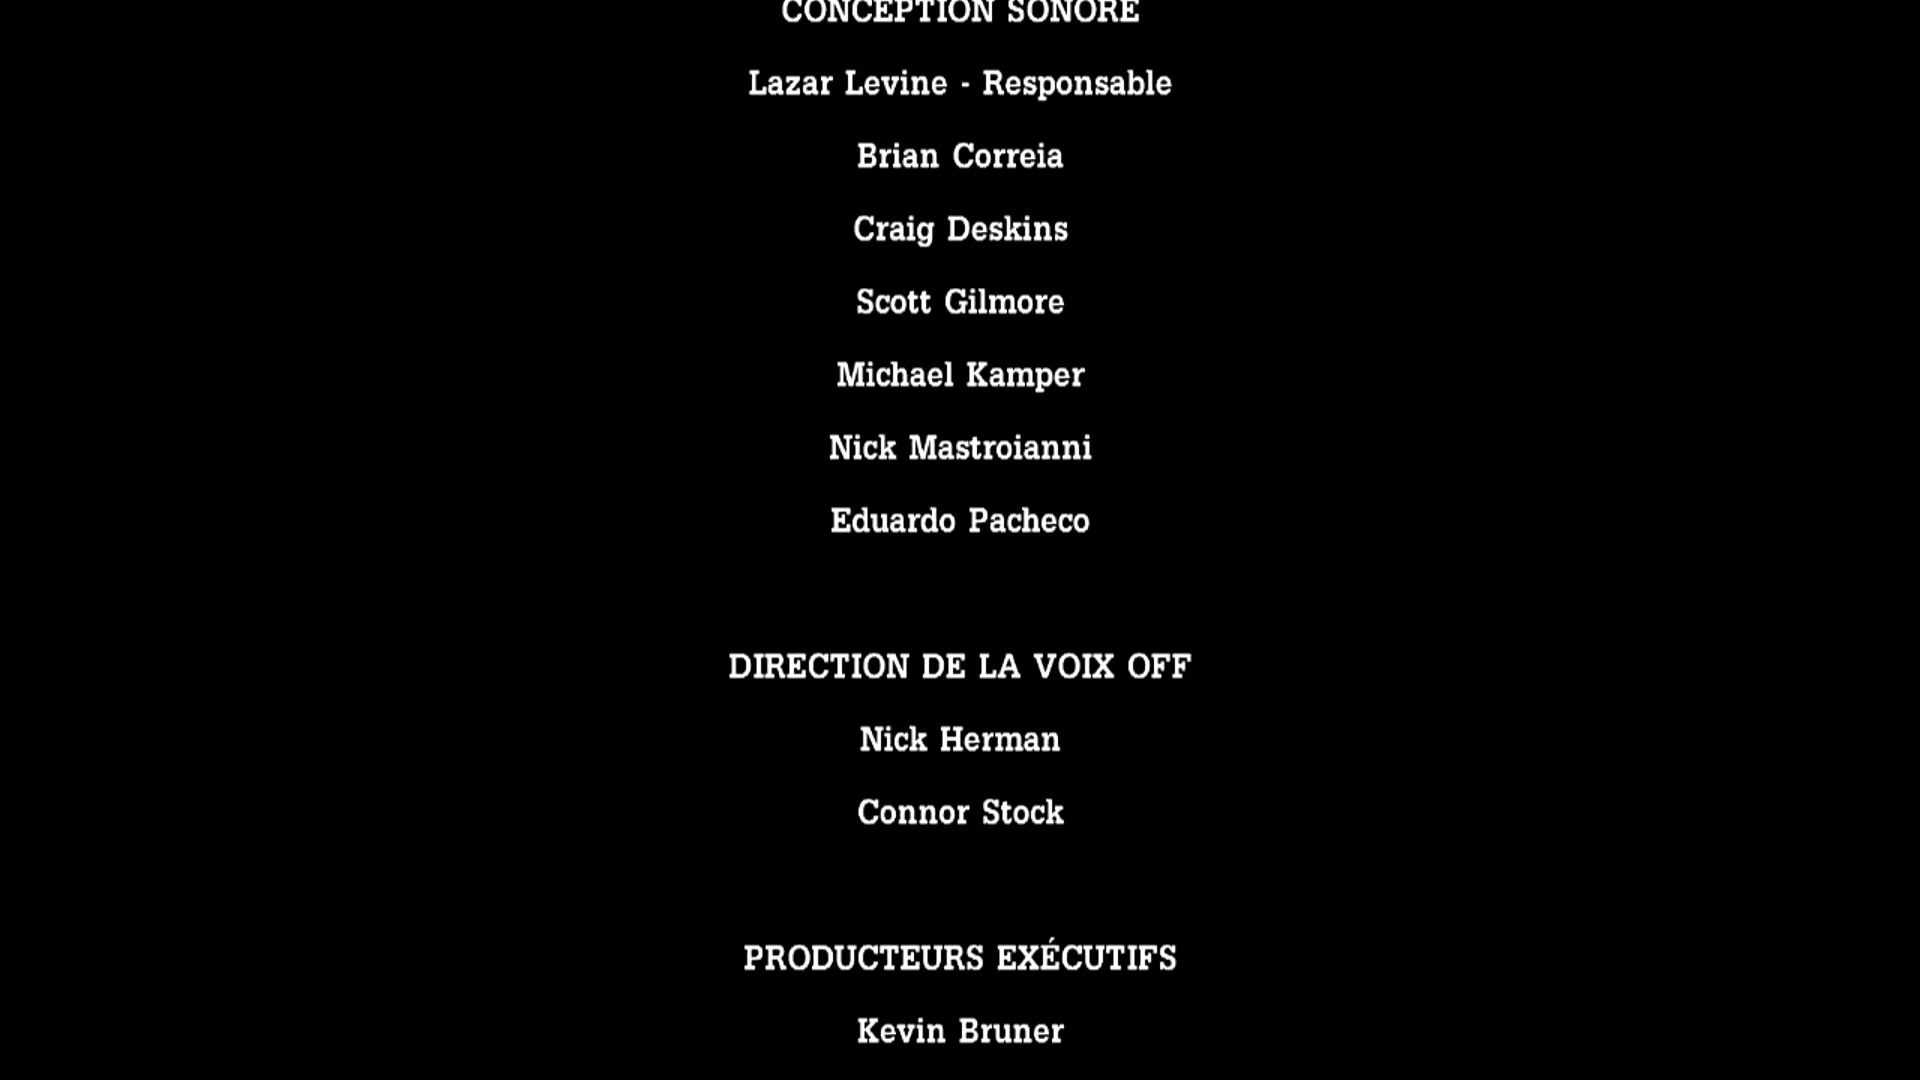 CONCEPTION SONORE
Lazar Levine - Responsable
Brian Correia
Craig Deskins
Scott Gilmore
Michael Kamper
Nick Mastroianni
Eduardo Pacheco
DIRECTION DE LA VOIX OFF
Nick Herman
Connor Stock
PRODUCTEURS EXÉCUTIFS
Kevin Bruner